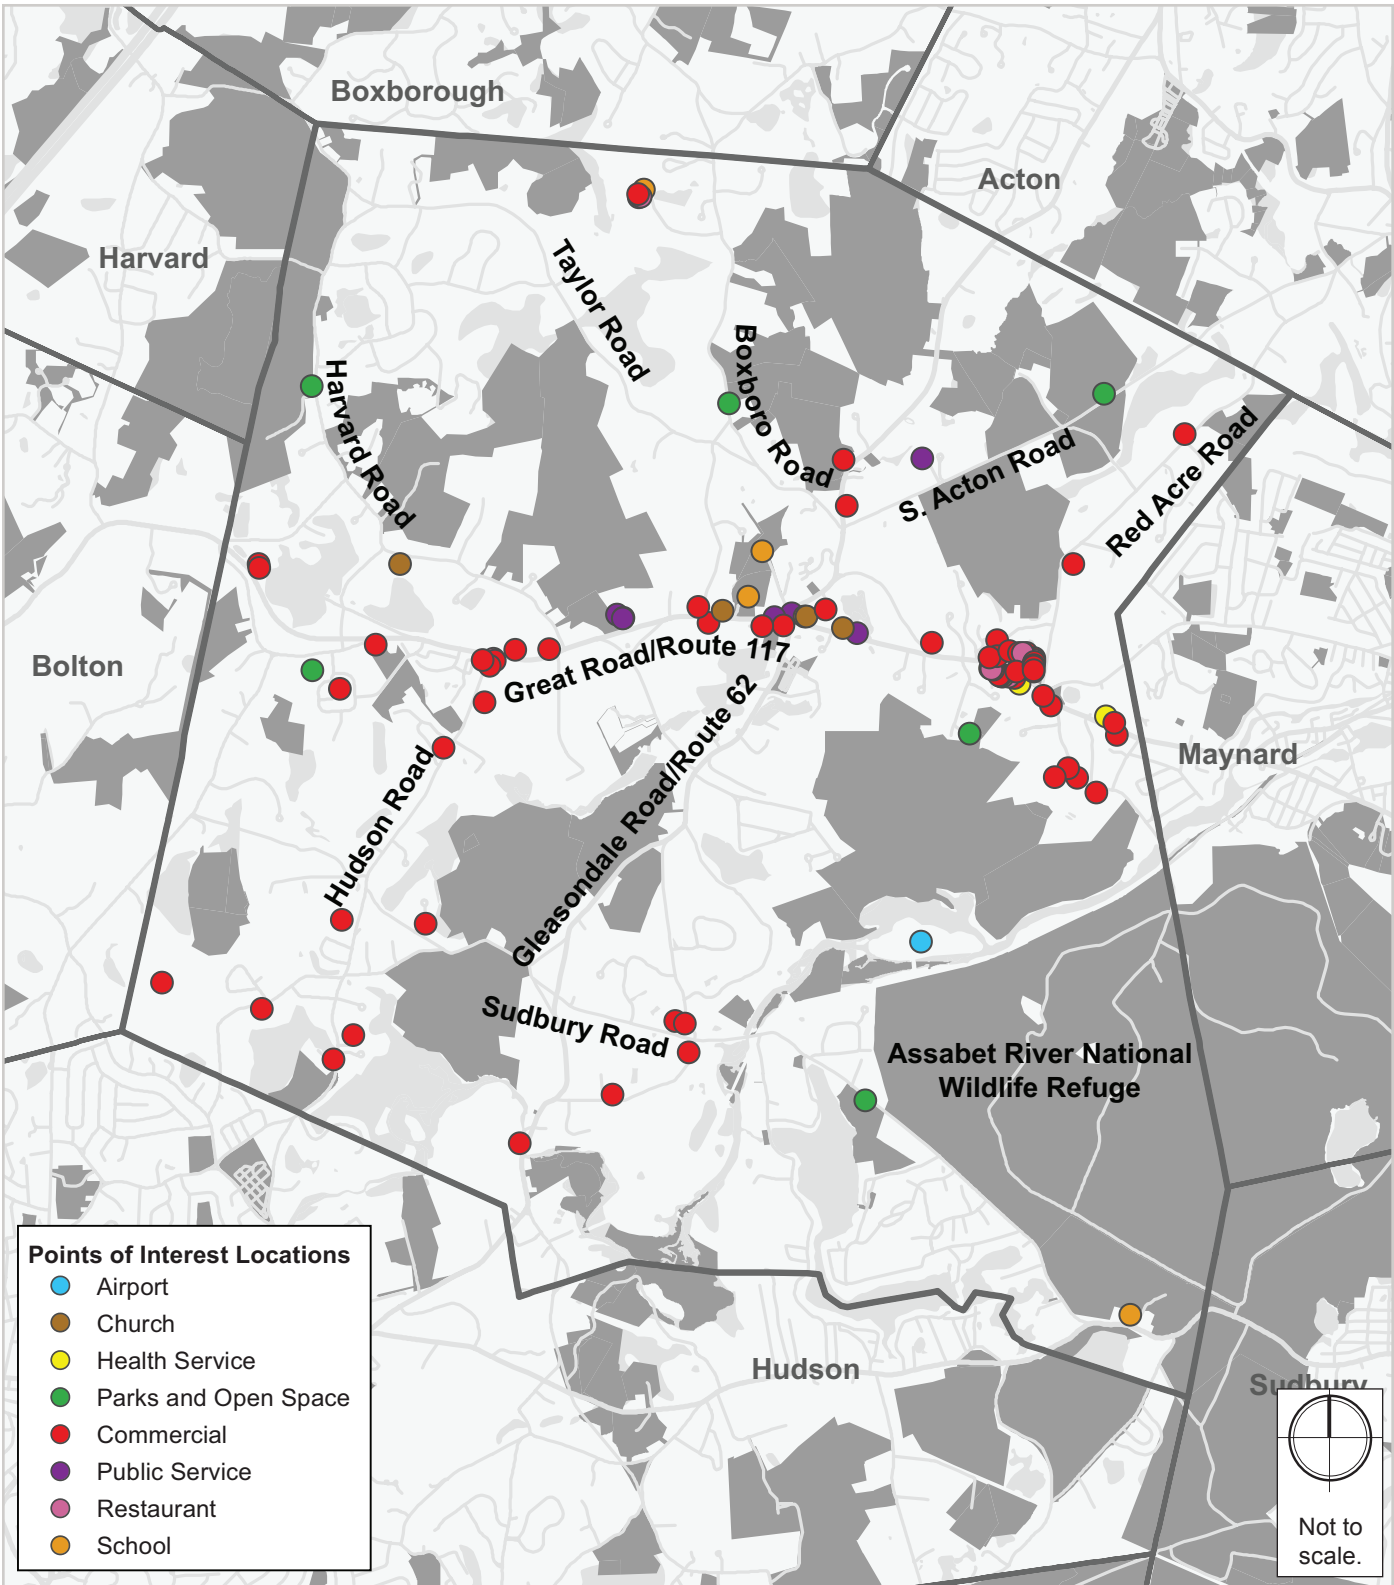 Boxborough
Acton
Harvard
Taylor Road
Boxboro Road
Harvard Road
S. Acton Road
Red Acre Road
Great Road/Route 117
Bolton
Gleasondale Road/Route 62
Maynard
Hudson Road
Sudbury Road
Assabet River National
Wildlife Refuge
Hudson
Sudbury
Points of Interest Locations
Airport
Church
Health Service
Parks and Open Space
Commercial
Public Service
Restaurant
School
Not to
scale.